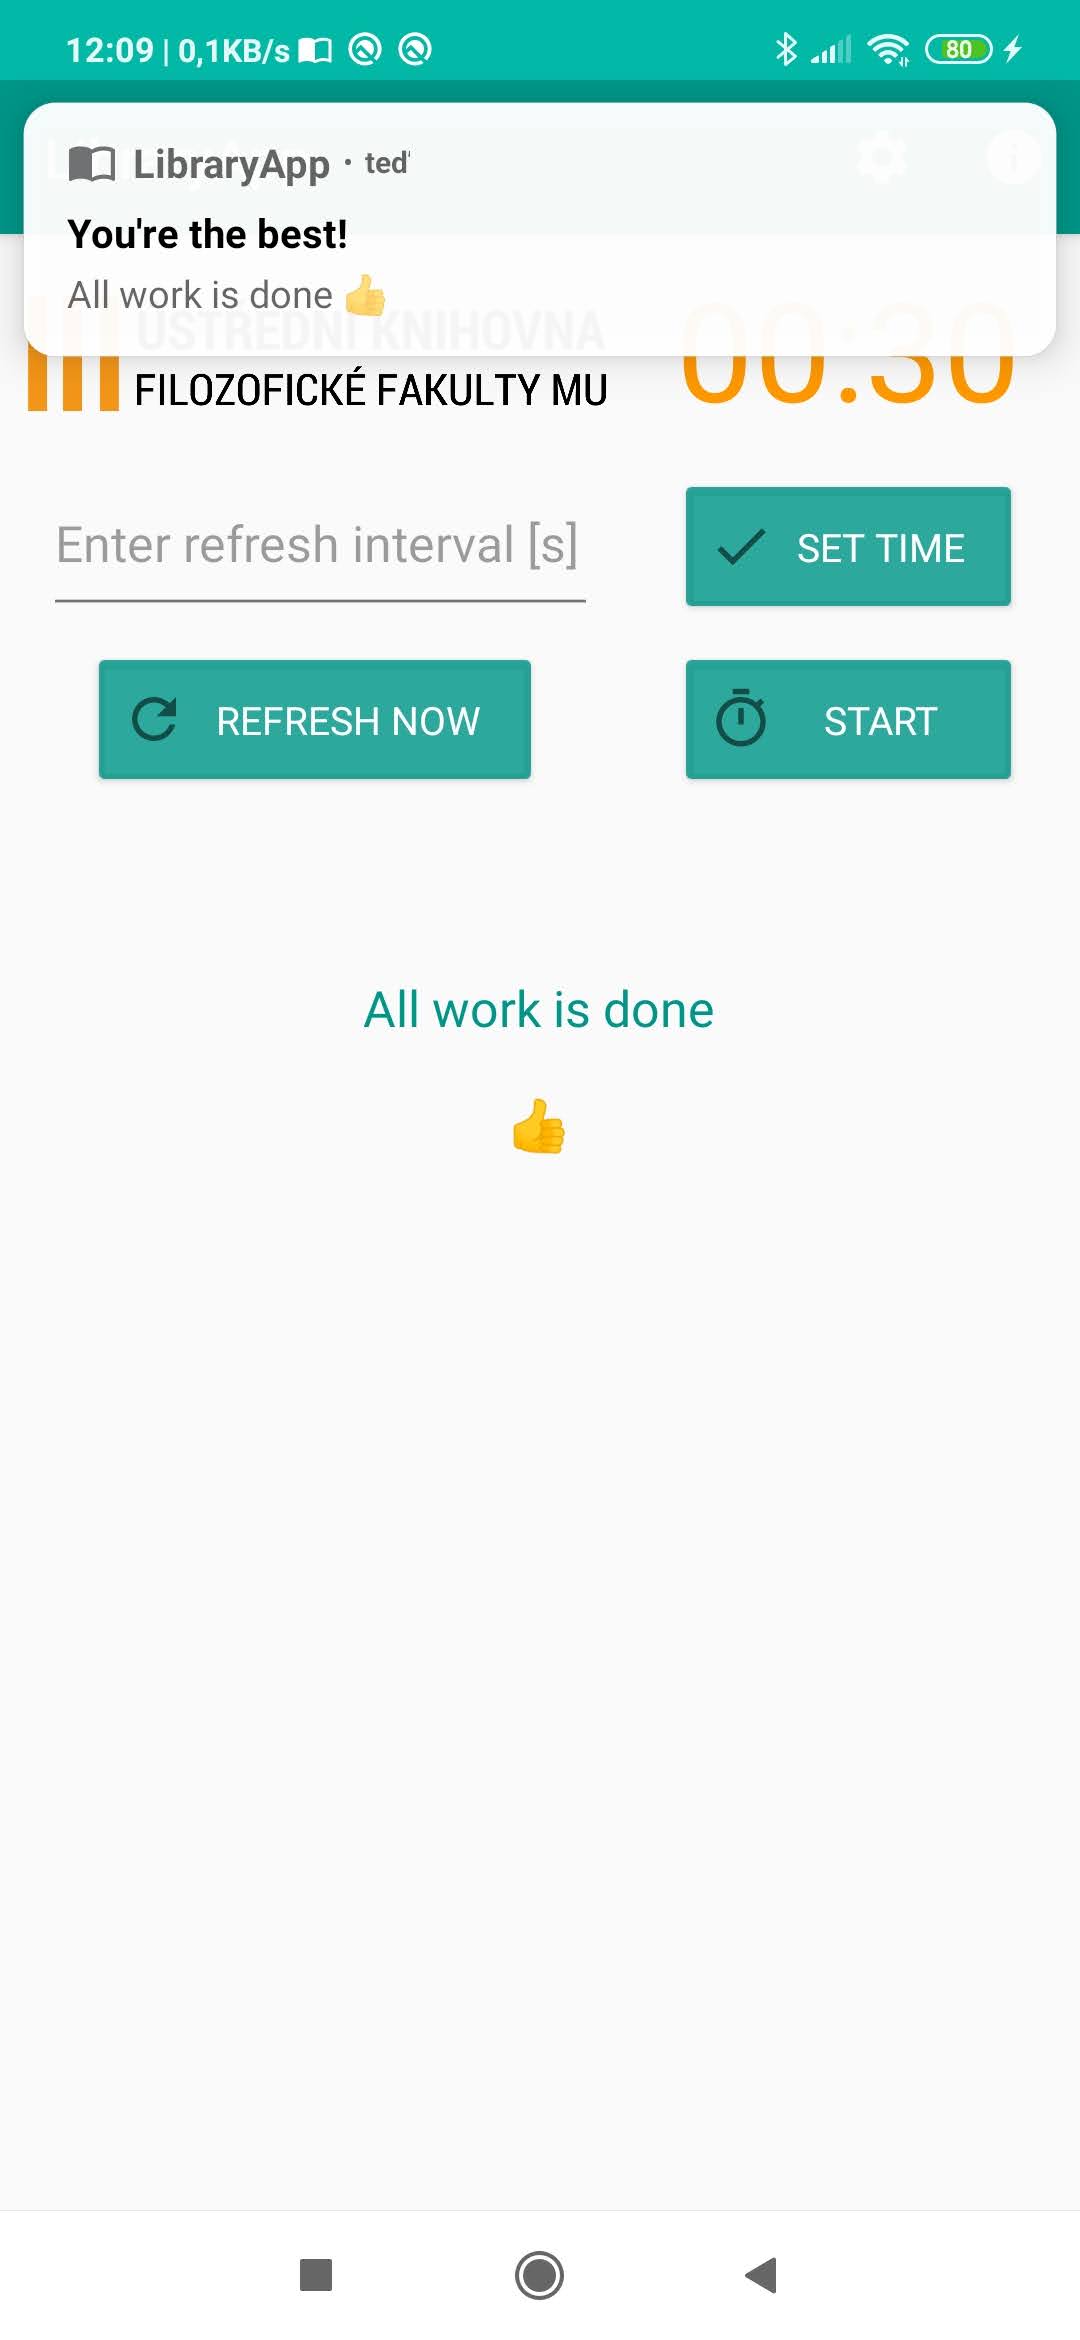 12:09 | 0,1KB/s
80
LibraryApp • teď
You're the best!
All work is done 👍
ÚSTŘEDNÍ KNIHOVNA
FILOZOFICKÉ FAKULTY MU
00:30
Enter refresh interval [s]
SET TIME
REFRESH NOW
START
All work is done
👍